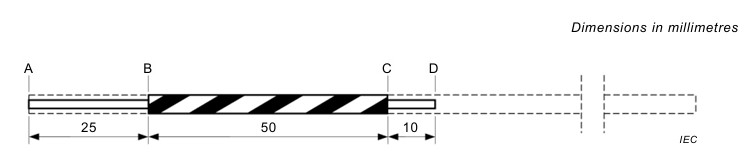 Dimensions in millimetres
A B C D
25 50 10
IEC